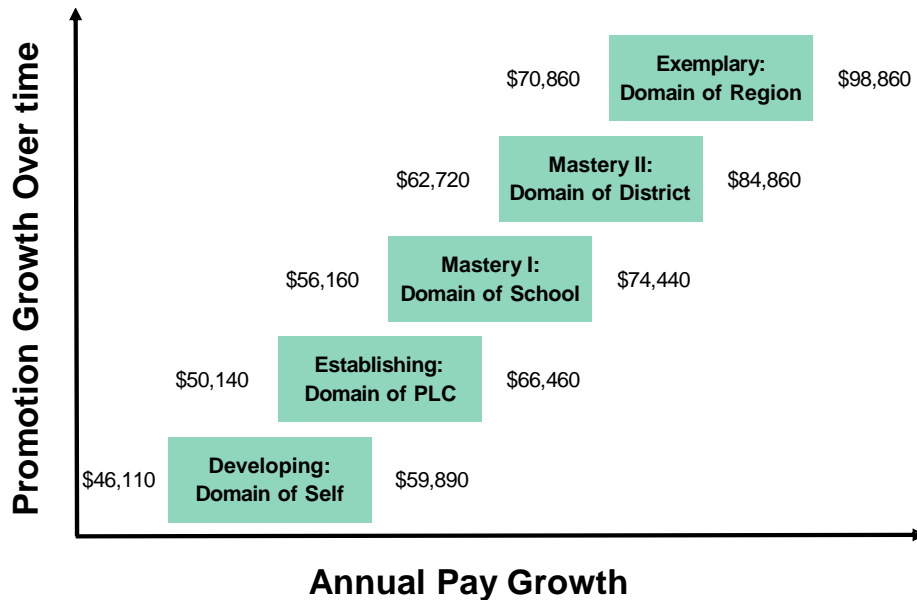 Promotion Growth Over time
$70,860
Exemplary:
Domain of Region
$98,860
$62,720
Mastery II:
Domain of District
$84,860
$56,160
Mastery I:
Domain of School
$74,440
$50,140
Establishing:
Domain of PLC
$66,460
$46,110
Developing:
Domain of Self
$59,890
Annual Pay Growth